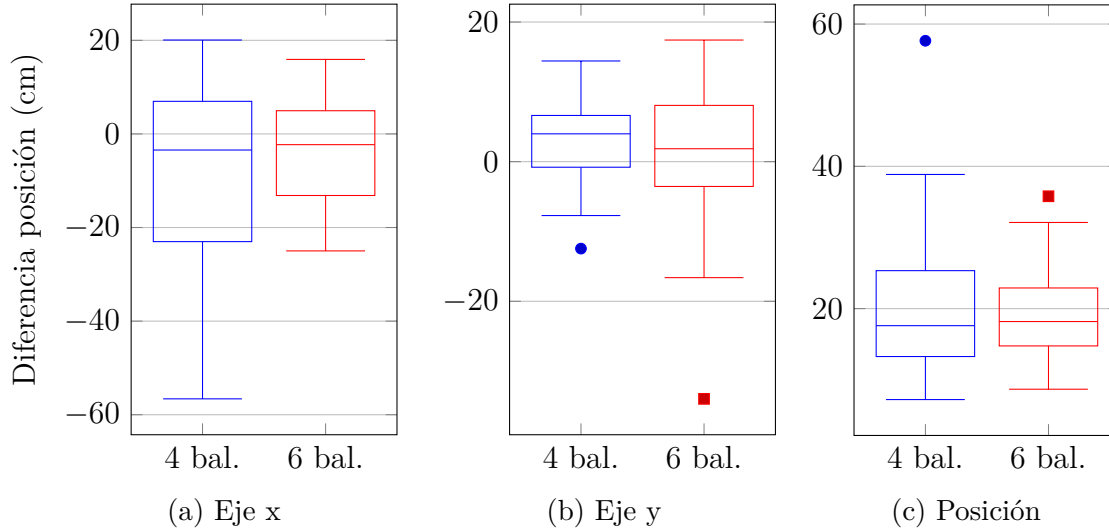 Diferencia posición (cm)
20
0
−20
−40
−60
4 bal.
6 bal.
(a) Eje x
20
0
−20
4 bal.
6 bal.
(b) Eje y
60
40
20
4 bal.
6 bal.
(c) Posición